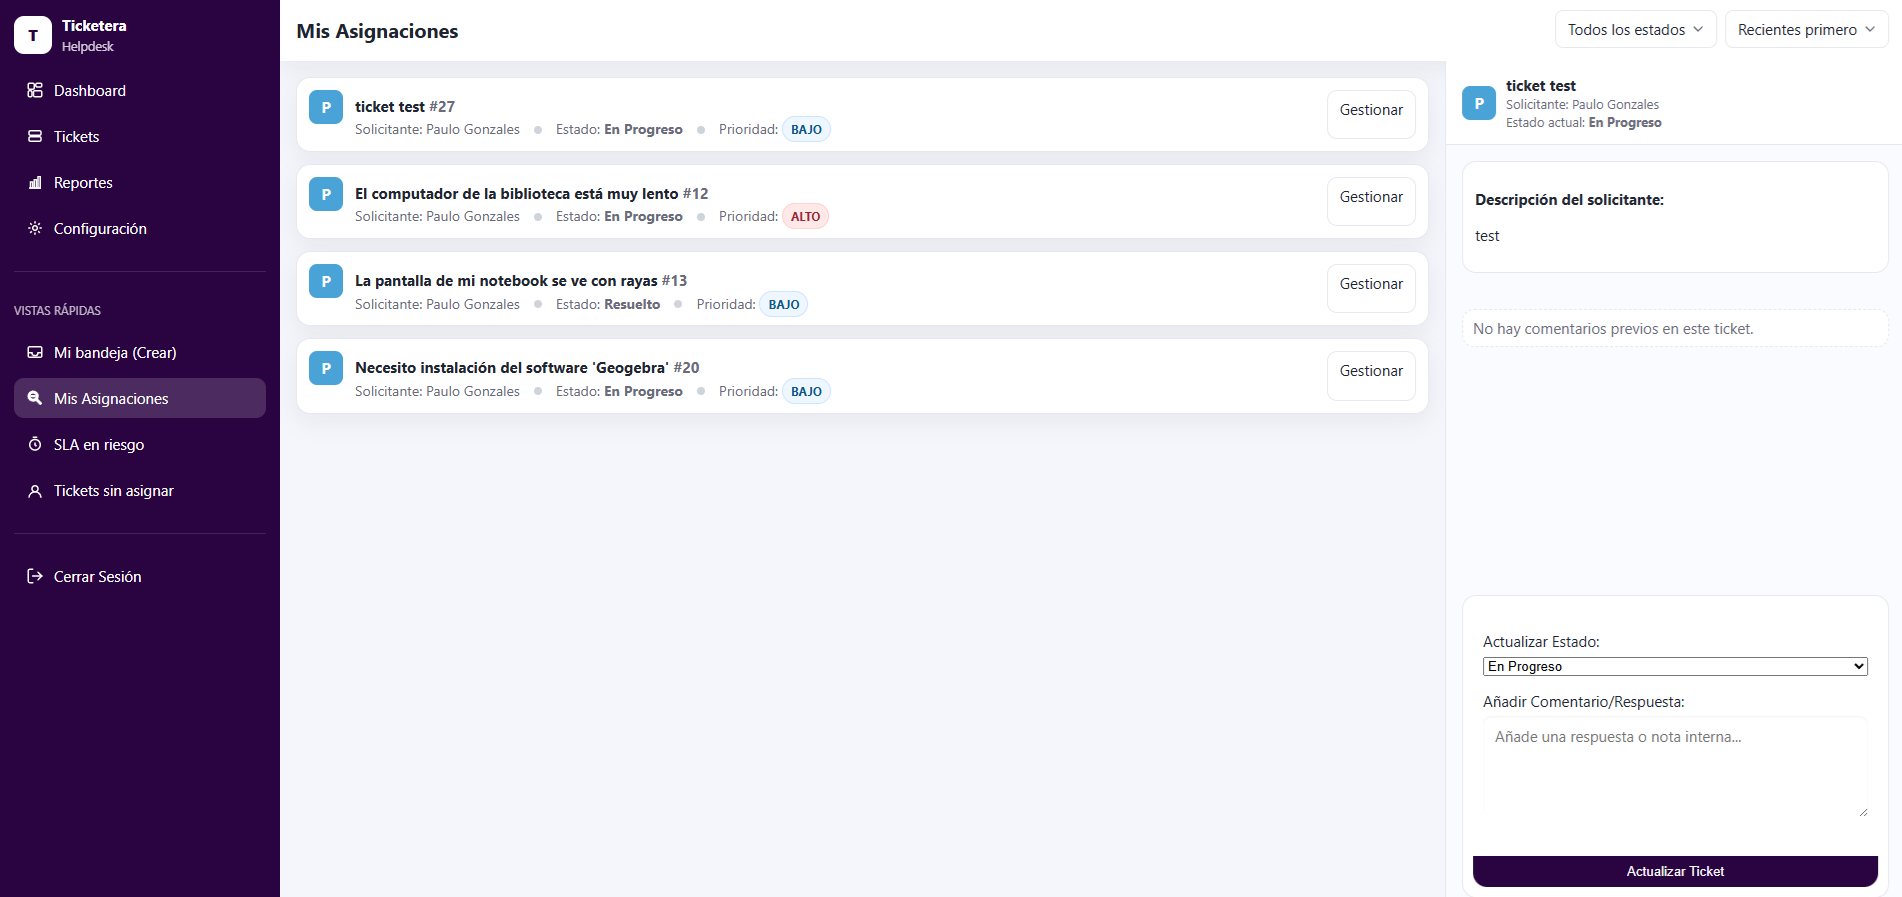 T
Ticketera
Helpdesk
Dashboard
Tickets
Reportes
Configuración
VISTAS RÁPIDAS
Mi bandeja (Crear)
Mis Asignaciones
SLA en riesgo
Tickets sin asignar
Cerrar Sesión
Mis Asignaciones
Todos los estados
Recientes primero
P
ticket test #27
Solicitante: Paulo Gonzales Estado: En Progreso Prioridad: BAJO
Gestionar
P
El computador de la biblioteca está muy lento #12
Solicitante: Paulo Gonzales Estado: En Progreso Prioridad: ALTO
Gestionar
P
La pantalla de mi notebook se ve con rayas #13
Solicitante: Paulo Gonzales Estado: Resuelto Prioridad: BAJO
Gestionar
P
Necesito instalación del software 'Geogebra' #20
Solicitante: Paulo Gonzales Estado: En Progreso Prioridad: BAJO
Gestionar
P
ticket test
Solicitante: Paulo Gonzales
Estado actual: En Progreso
Descripción del solicitante:
test
No hay comentarios previos en este ticket.
Actualizar Estado:
En Progreso
Añadir Comentario/Respuesta:
Añade una respuesta o nota interna...
Actualizar Ticket